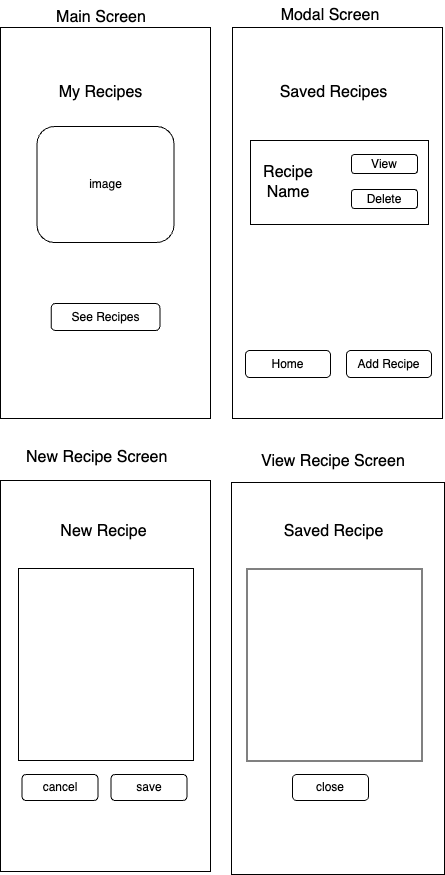 Main Screen
My Recipes
image
See Recipes
Modal Screen
Saved Recipes
Recipe
Name
View
Delete
Home
Add Recipe
New Recipe Screen
New Recipe
cancel
save
View Recipe Screen
Saved Recipe
close